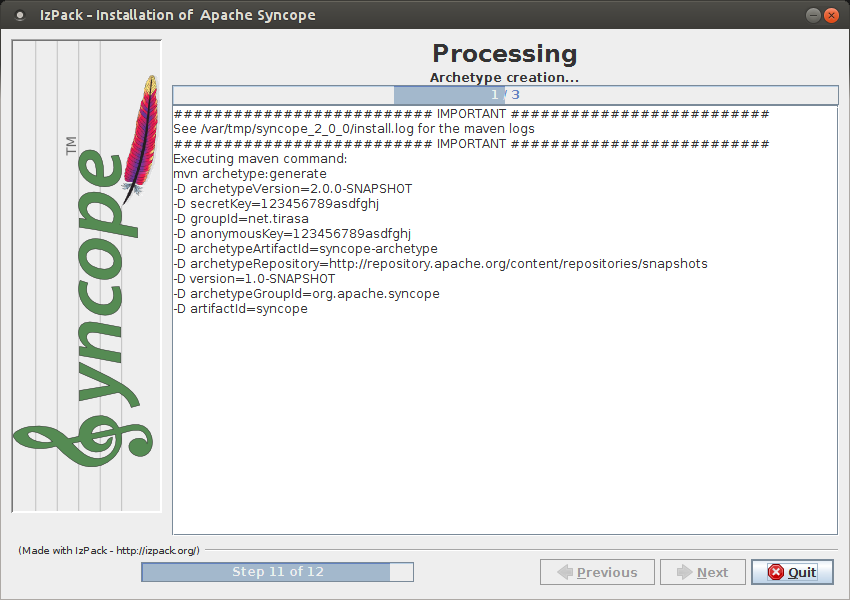 IzPack - Installation of  Apache Syncope
Processing
Archetype creation...
1 / 3
########################## IMPORTANT ##########################
See /var/tmp/syncope_2_0_0/install.log for the maven logs
########################## IMPORTANT ##########################
Executing maven command:
mvn archetype:generate
-D archetypeVersion=2.0.0-SNAPSHOT
-D secretKey=123456789asdfghj
-D groupId=net.tirasa
-D anonymousKey=123456789asdfghj
-D archetypeArtifactId=syncope-archetype
-D archetypeRepository=http://repository.apache.org/content/repositories/snapshots
-D version=1.0-SNAPSHOT
-D archetypeGroupId=org.apache.syncope
-D artifactId=syncope
Syncope TM
(Made with IzPack - http://izpack.org/)
Step 11 of 12
Previous
Next
Quit